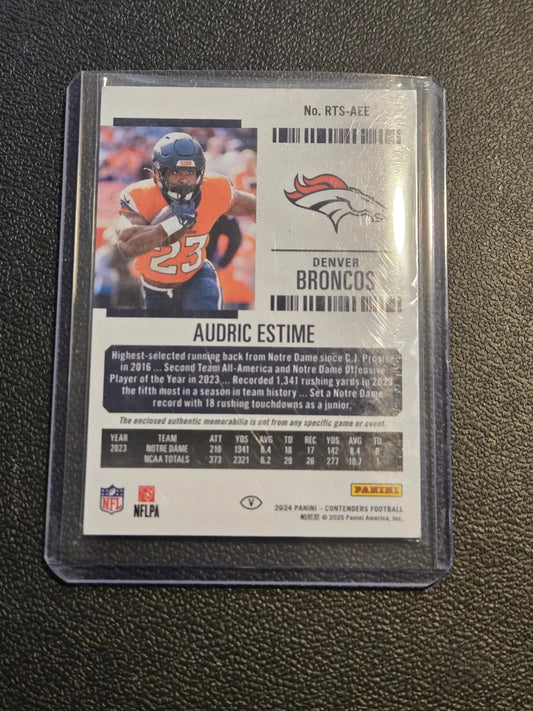 No. RTS-AEE
23
DENVER
BRONCOS
AUDRIC ESTIME
Highest-selected running back from Notre Dame since C.J. Prosise
in 2016 ... Second Team All-America and Notre Dame Offensive
Player of the Year in 2023 ... Recorded 1,341 rushing yards in 2023,
the fifth most in a season in team history ... Set a Notre Dame
record with 18 rushing touchdowns as a junior.
The enclosed authentic memorabilia is not from any specific game or event.
YEAR TEAM ATT YDS AVG TD REC YDS AVG TD
2023 NOTRE DAME 210 1341 6.4 18 17 142 8.4 0
NCAA TOTALS 373 2321 6.2 29 26 277 10.7 1
NFL
NFLPA
V
PANINI
2024 PANINI – CONTENDERS FOOTBALL
© 2025 Panini America, Inc.